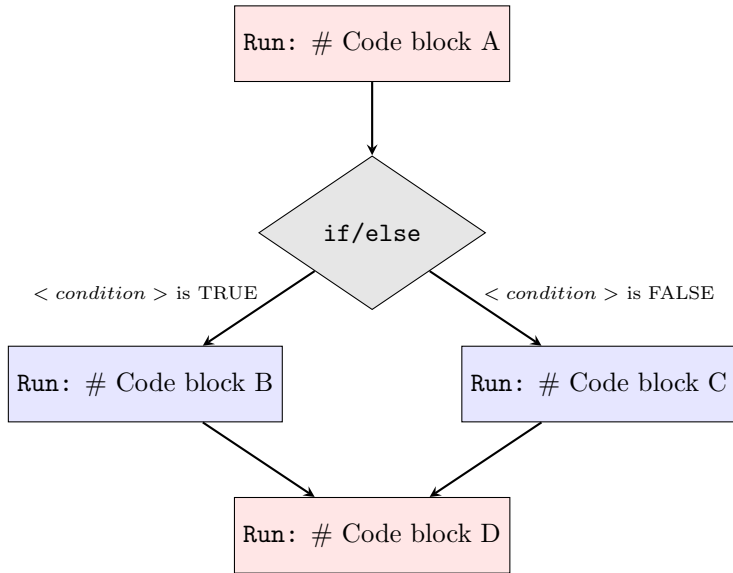 Run: # Code block A
if/else
< condition > is TRUE
< condition > is FALSE
Run: # Code block B
Run: # Code block C
Run: # Code block D